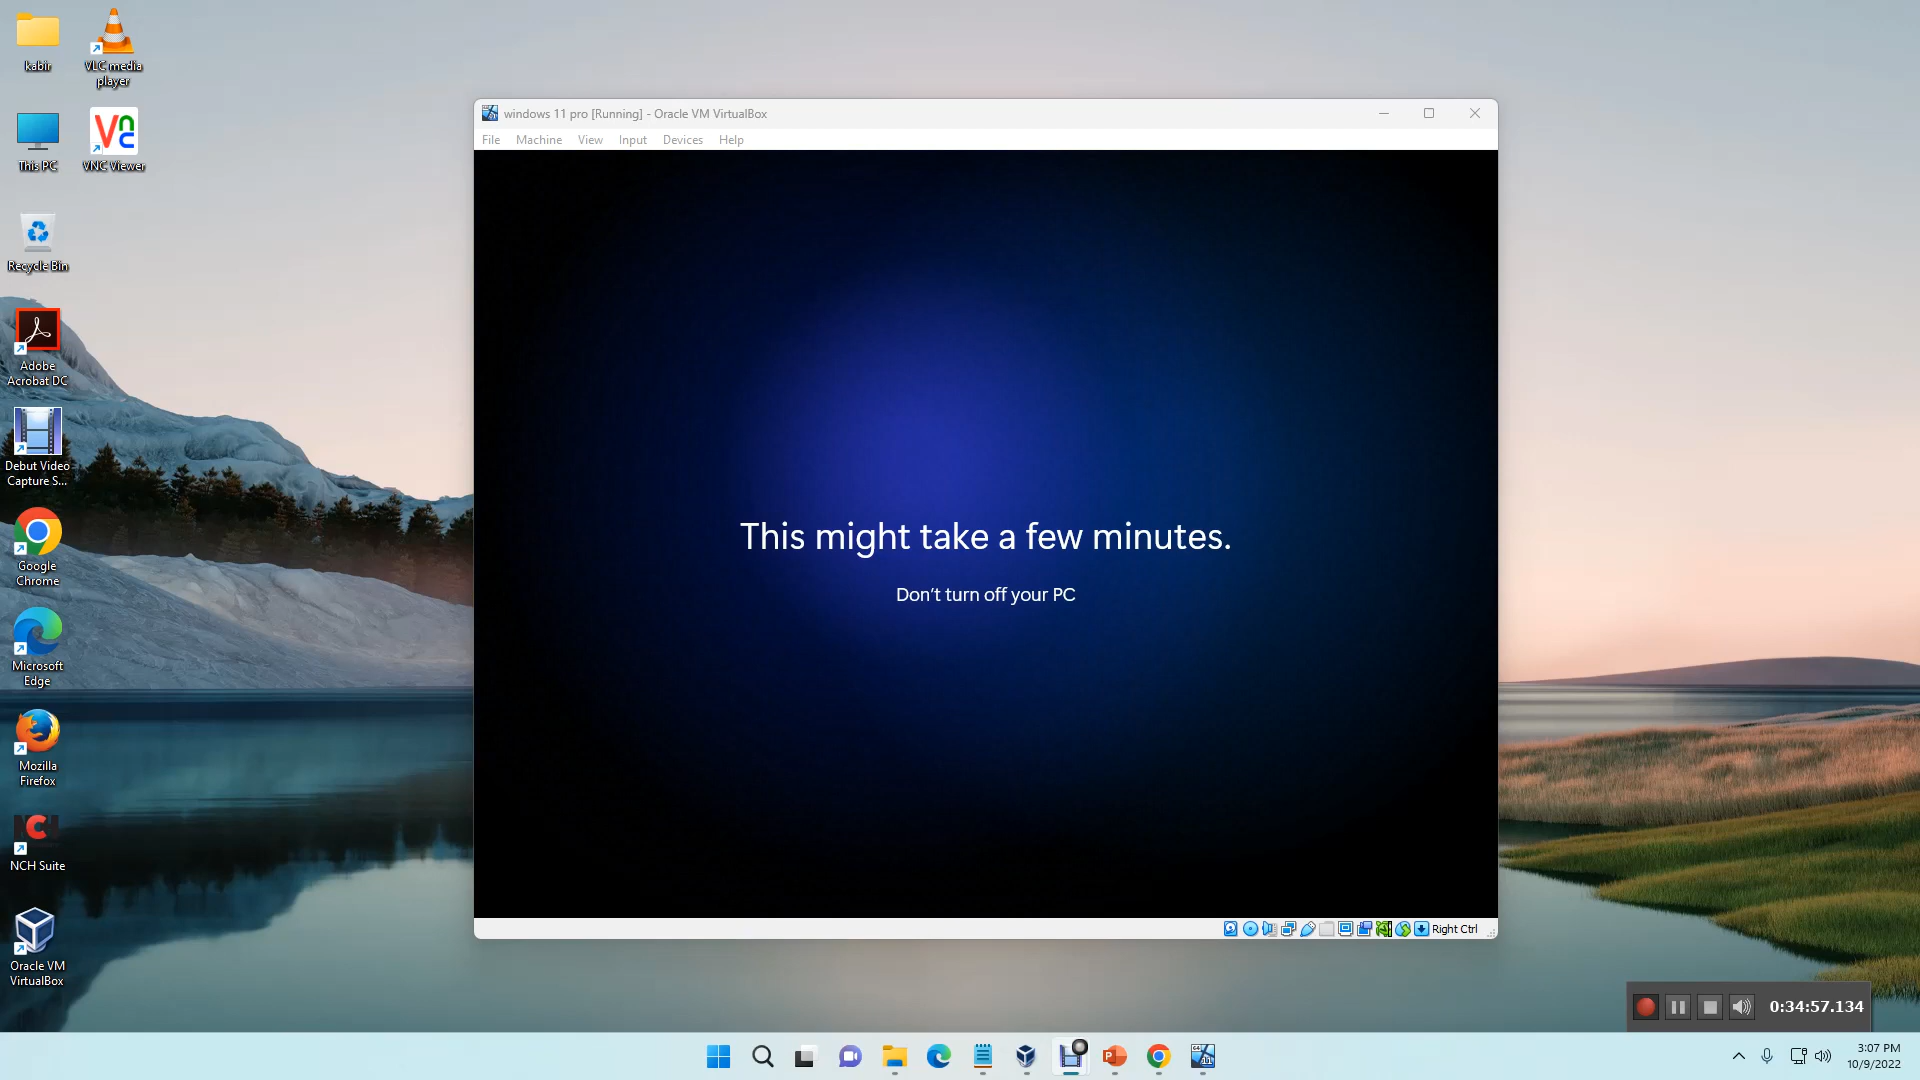 kabir
VLC media
player
This PC
VNC Viewer
Recycle Bin
Adobe
Acrobat DC
Debut Video
Capture S...
Google
Chrome
Microsoft
Edge
Mozilla
Firefox
NCH Suite
Oracle VM
VirtualBox
windows 11 pro [Running] - Oracle VM VirtualBox
File Machine View Input Devices Help
This might take a few minutes.
Don't turn off your PC
Right Ctrl
0:34:57.134
3:07 PM
10/9/2022